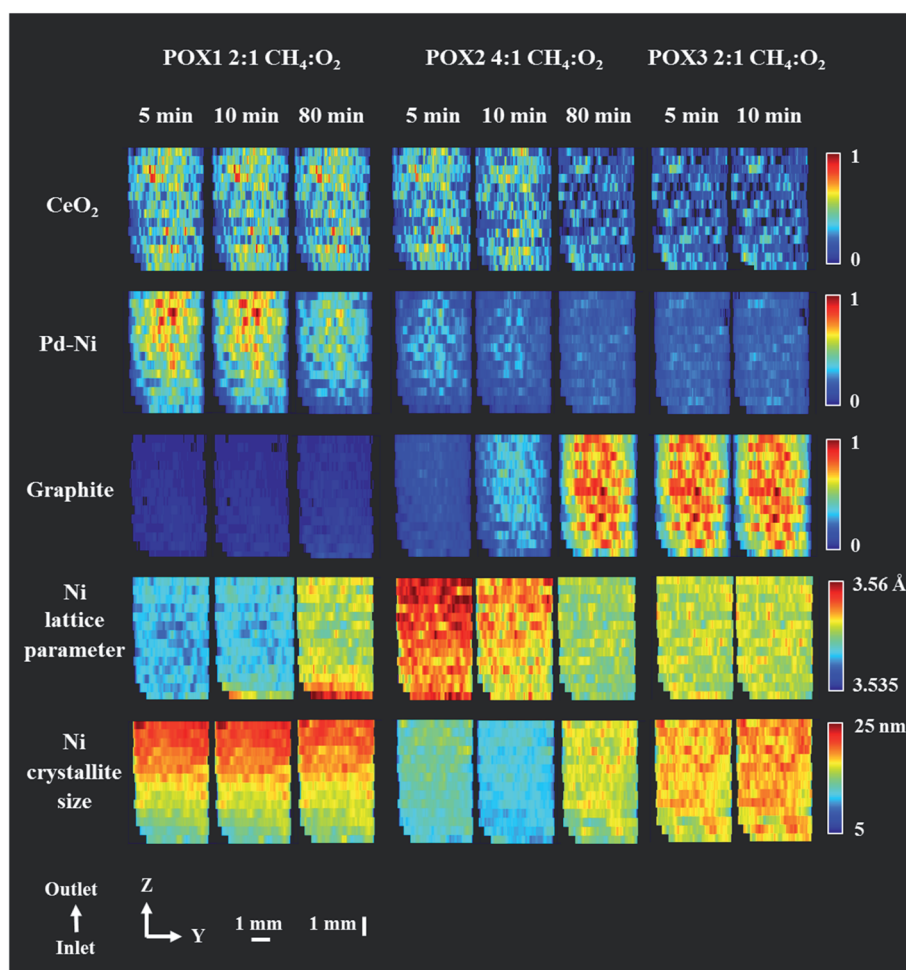 POX1 2:1 CH₄:O₂ POX2 4:1 CH₄:O₂ POX3 2:1 CH₄:O₂
5 min 10 min 80 min 5 min 10 min 80 min 5 min 10 min
CeO₂ 1
0
Pd-Ni 1
0
Graphite 1
0
Ni
lattice
parameter
3.56 Å
3.535
Ni
crystallite
size
25 nm
5
Outlet
Inlet
Z
Y
1 mm 1 mm